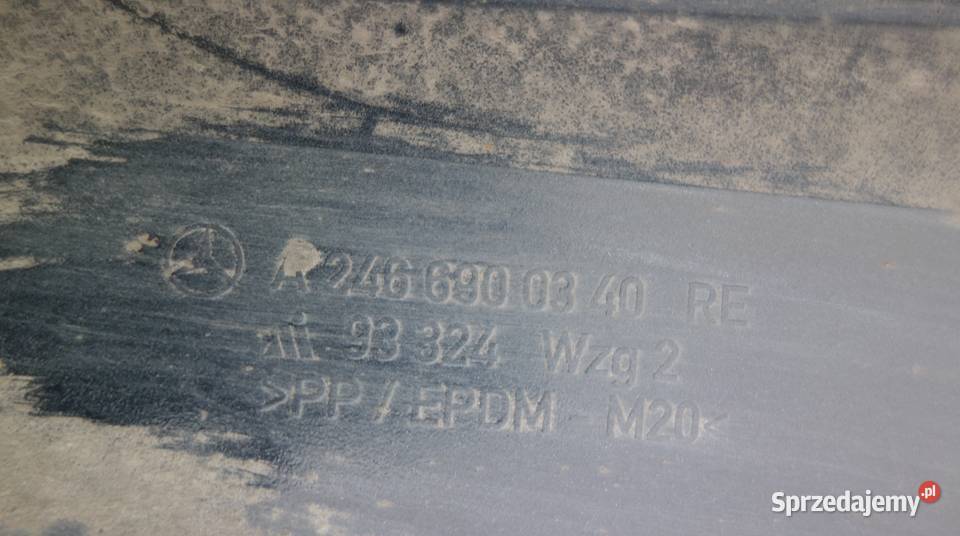 A 246 690 03 40 RE
93 324 Wzg 2
>PP / EPDM - M20<
Sprzedajemy.pl